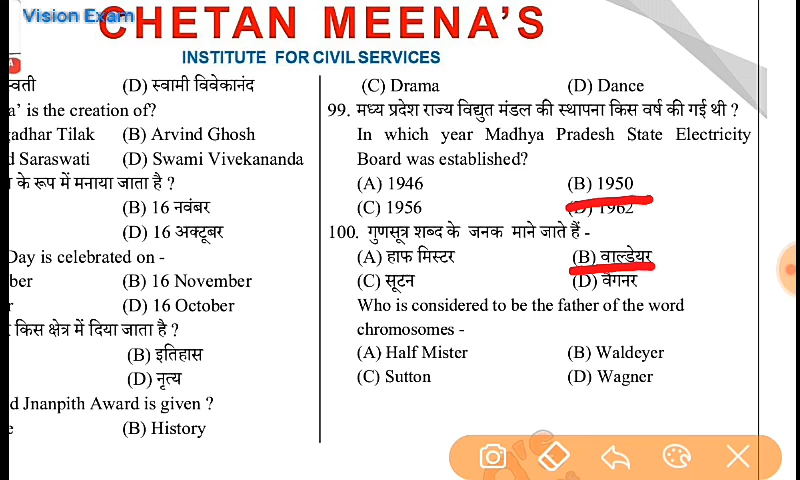 Vision Exam
CHETAN MEENA'S
INSTITUTE FOR CIVIL SERVICES
(D) स्वामी विवेकानंद
a' is the creation of?
adhar Tilak (B) Arvind Ghosh
d Saraswati (D) Swami Vivekananda
के रूप में मनाया जाता है ?
(B) 16 नवंबर
(D) 16 अक्टूबर
Day is celebrated on -
ber (B) 16 November
r (D) 16 October
किस क्षेत्र में दिया जाता है ?
(B) इतिहास
(D) नृत्य
d Jnanpith Award is given ?
e (B) History
(C) Drama (D) Dance
99. मध्य प्रदेश राज्य विद्युत मंडल की स्थापना किस वर्ष की गई थी ?
In which year Madhya Pradesh State Electricity
Board was established?
(A) 1946 (B) 1950
(C) 1956 (D) 1962
100. गुणसूत्र शब्द के जनक माने जाते हैं -
(A) हाफ मिस्टर (B) वाल्डेयर
(C) सूटन (D) वैगनर
Who is considered to be the father of the word
chromosomes -
(A) Half Mister (B) Waldeyer
(C) Sutton (D) Wagner